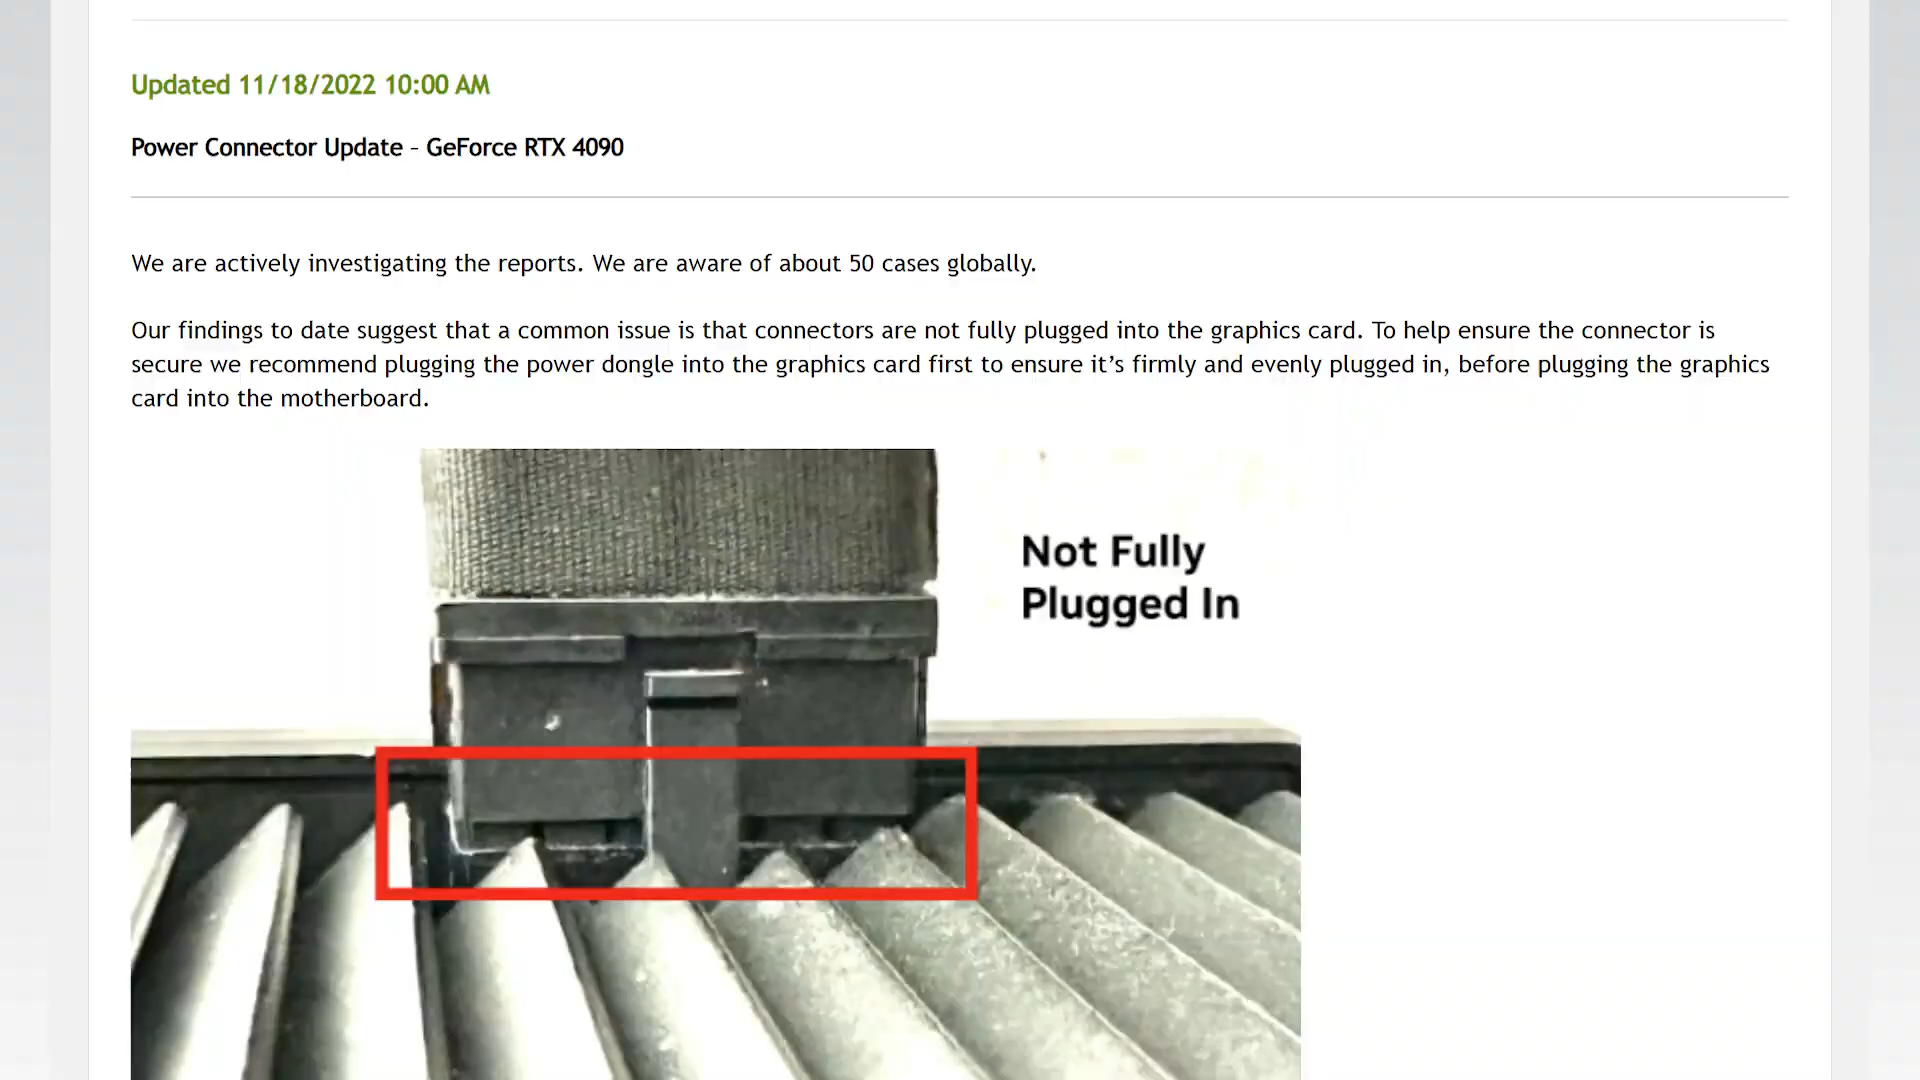 Updated 11/18/2022 10:00 AM
Power Connector Update – GeForce RTX 4090
We are actively investigating the reports. We are aware of about 50 cases globally.
Our findings to date suggest that a common issue is that connectors are not fully plugged into the graphics card. To help ensure the connector is
secure we recommend plugging the power dongle into the graphics card first to ensure it’s firmly and evenly plugged in, before plugging the graphics
card into the motherboard.
Not Fully
Plugged In